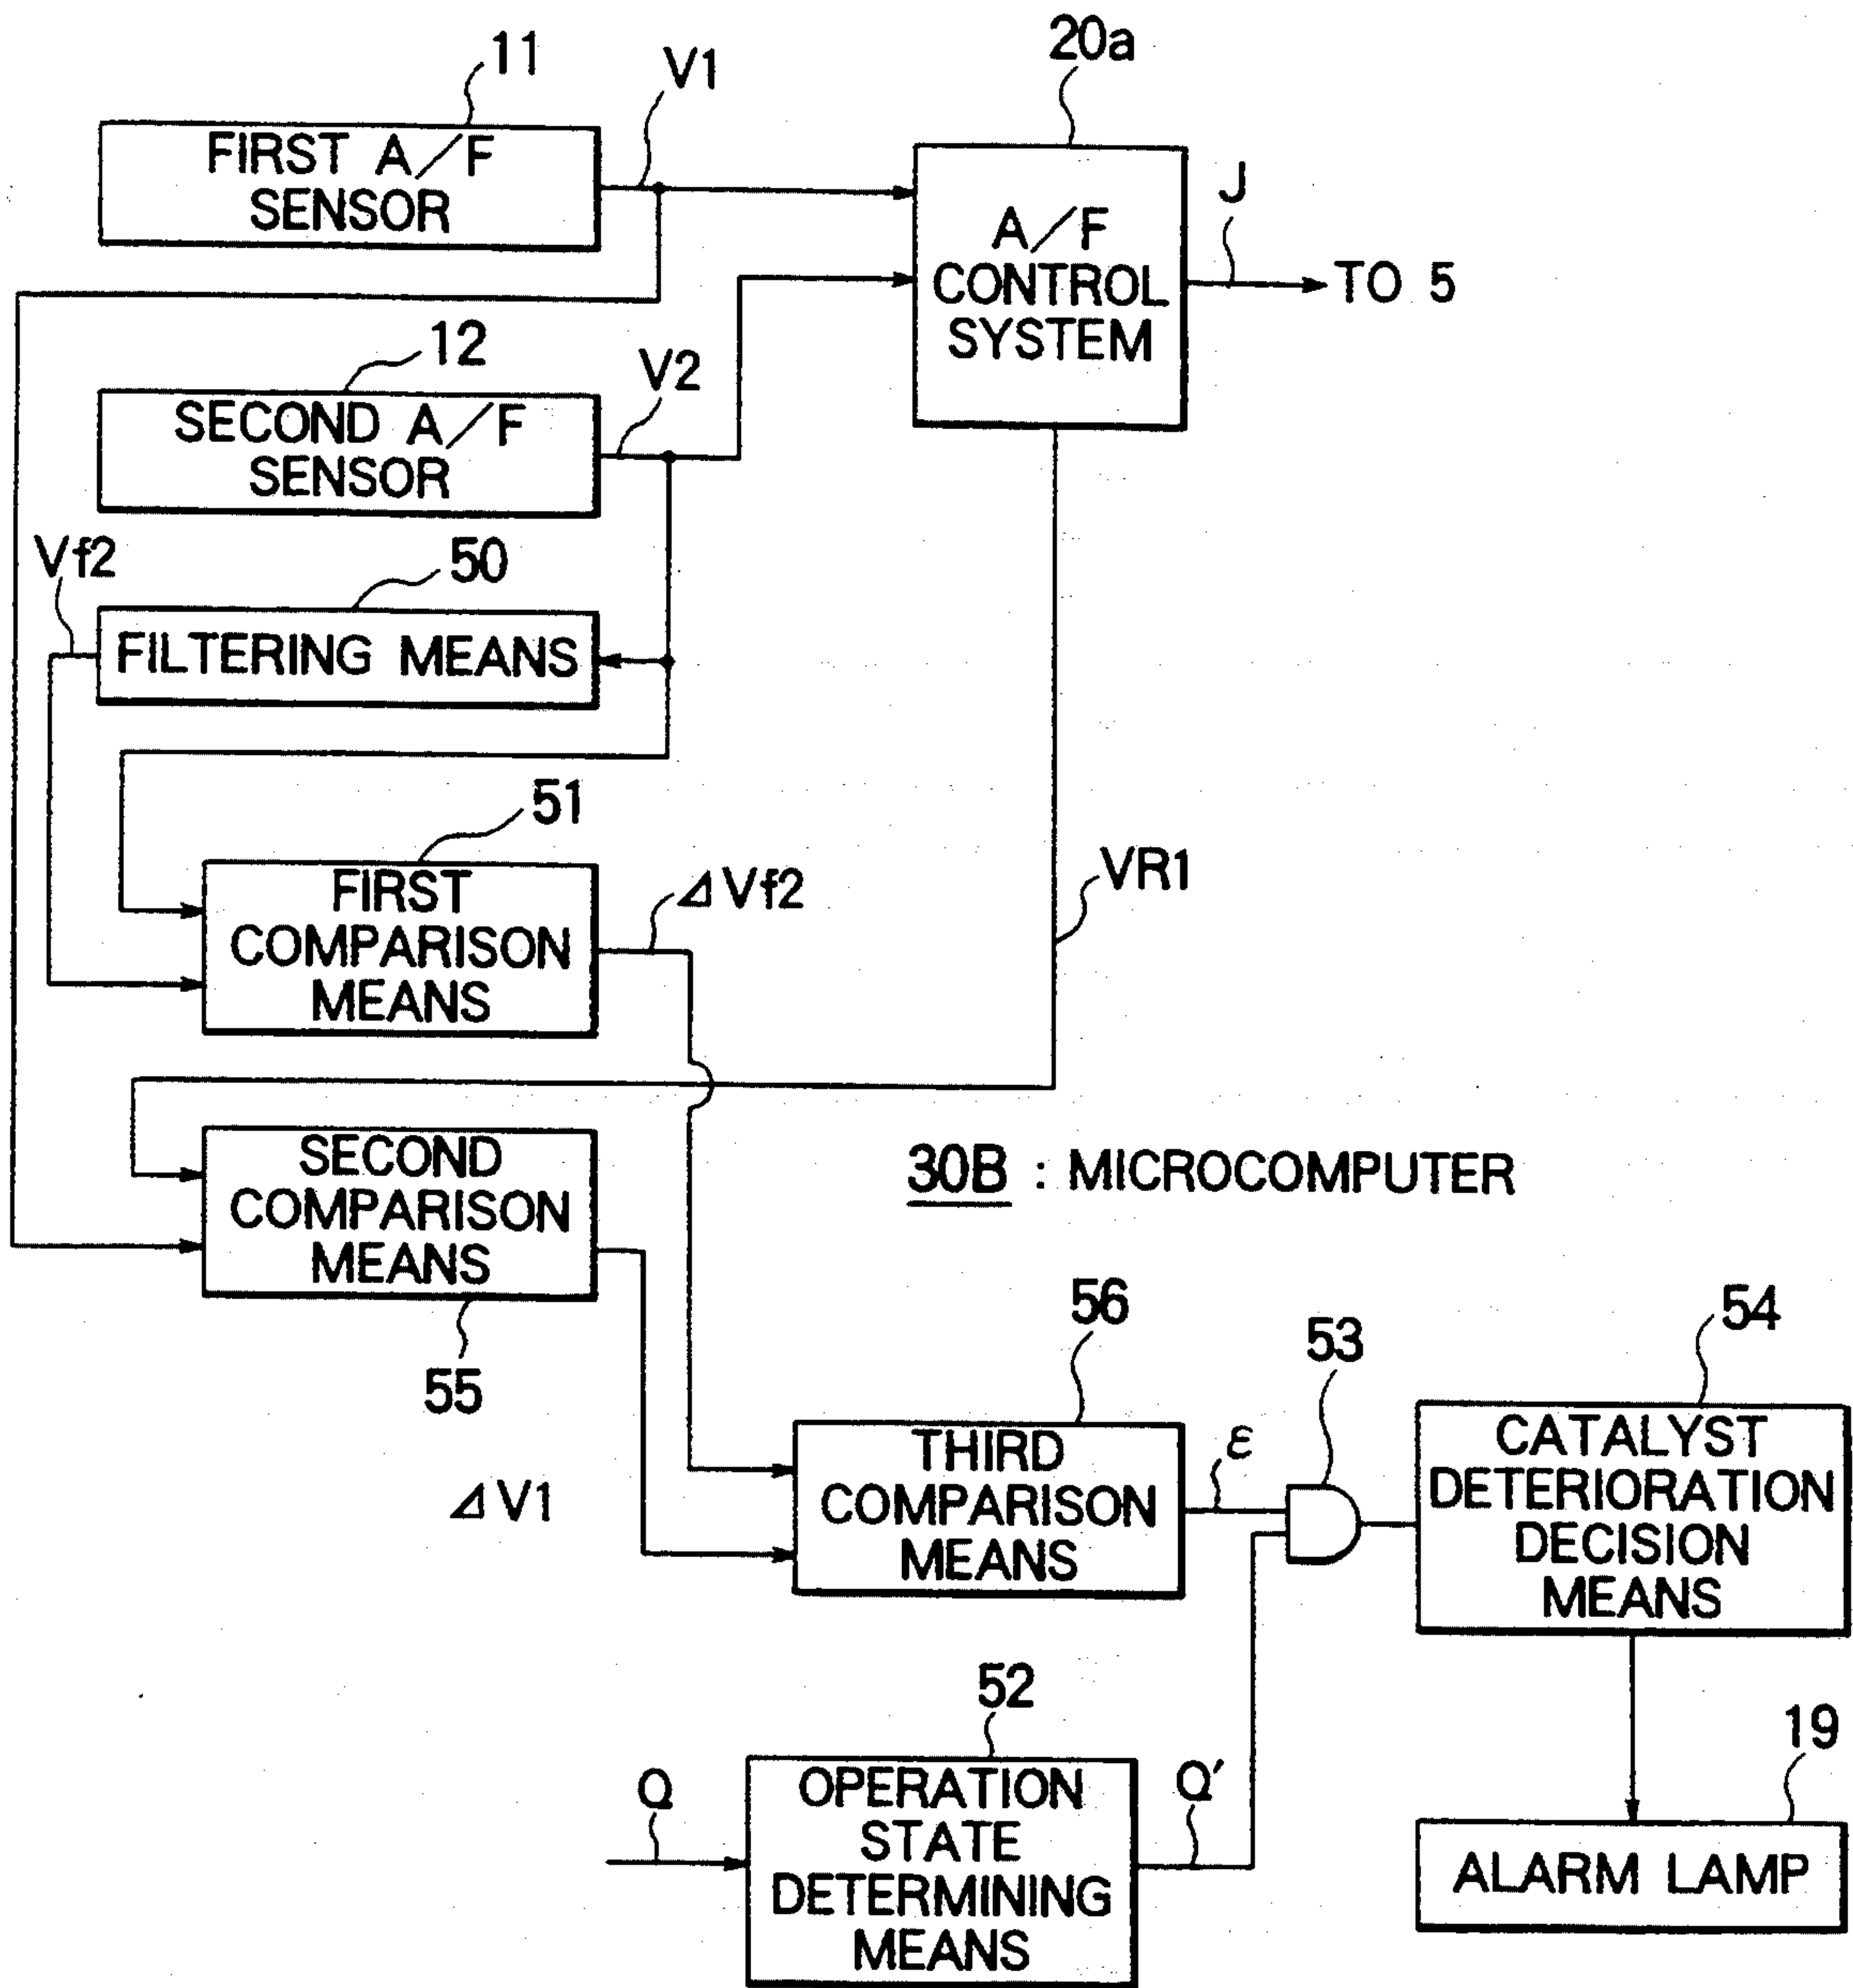 11
V1
20a
FIRST A/F
SENSOR
A/F
CONTROL
SYSTEM
J
TO 5
12
V2
SECOND A/F
SENSOR
Vf2
50
FILTERING MEANS
51
FIRST
COMPARISON
MEANS
⊿Vf2
VR1
SECOND
COMPARISON
MEANS
30B : MICROCOMPUTER
55
⊿V1
56
THIRD
COMPARISON
MEANS
ε
53
54
CATALYST
DETERIORATION
DECISION
MEANS
52
Q
OPERATION
STATE
DETERMINING
MEANS
Q'
19
ALARM LAMP